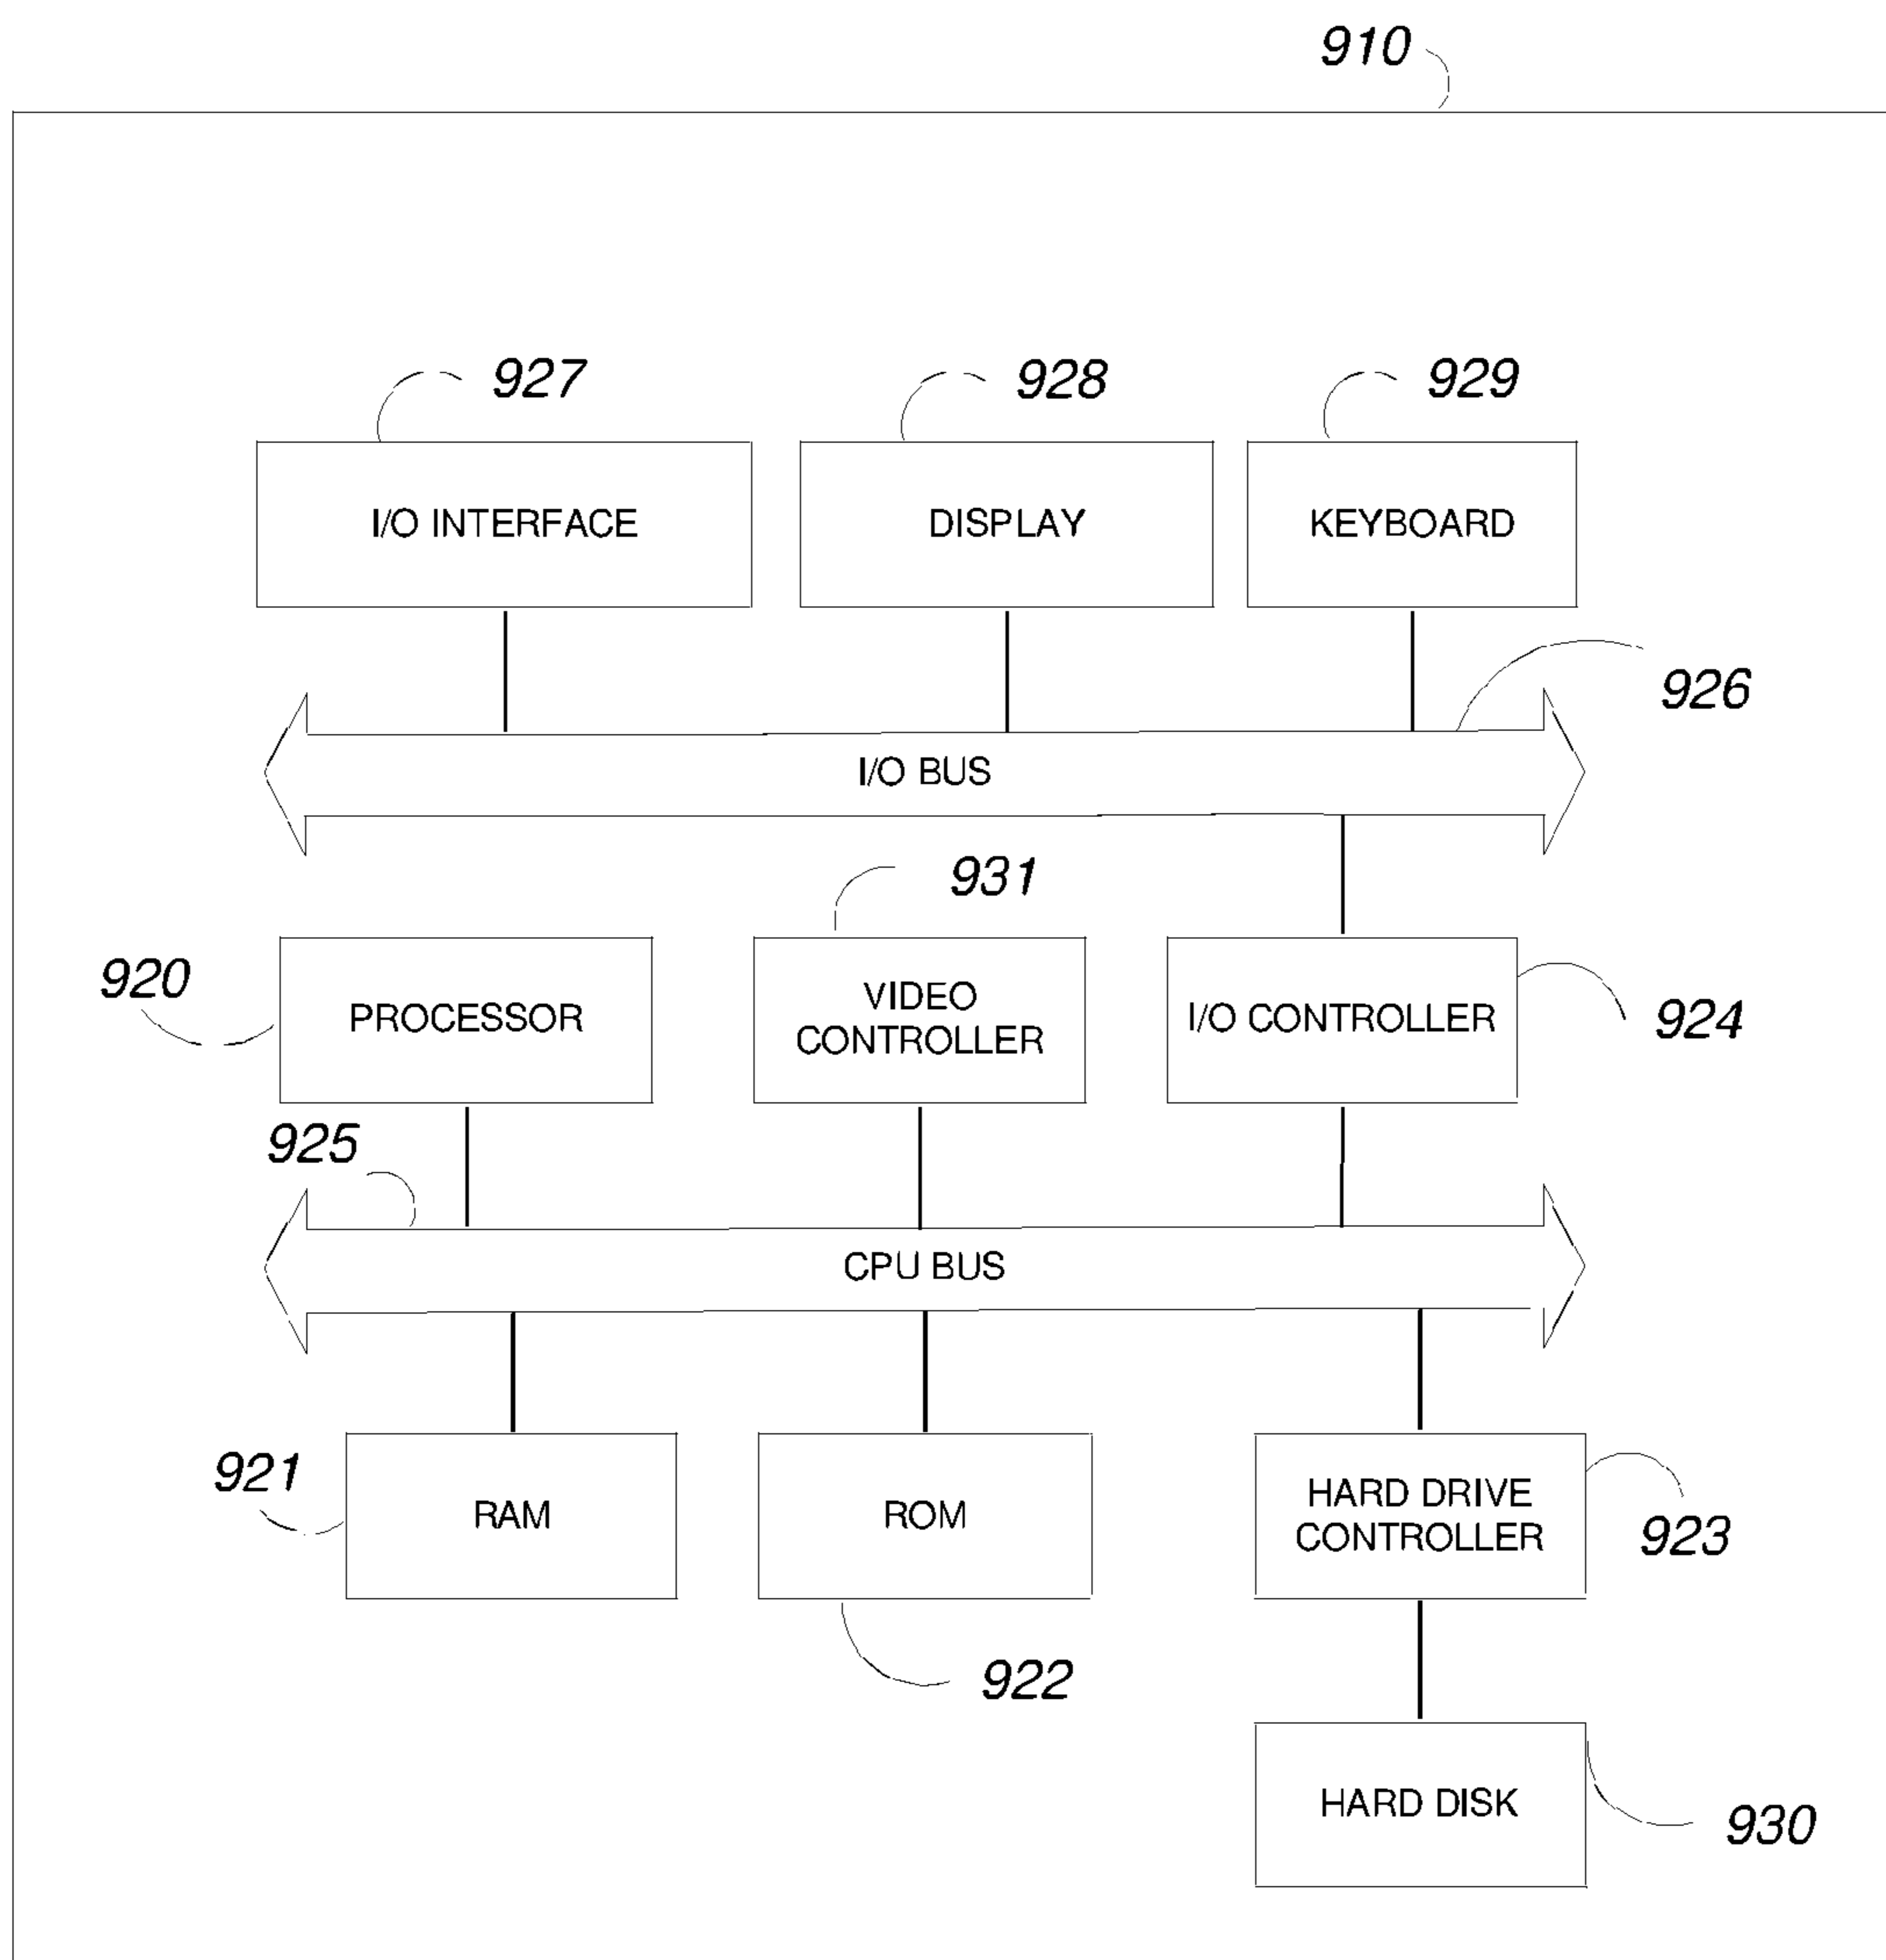 910
927
928
929
I/O INTERFACE
DISPLAY
KEYBOARD
926
I/O BUS
931
920
PROCESSOR
VIDEO
CONTROLLER
I/O CONTROLLER
924
925
CPU BUS
921
RAM
ROM
HARD DRIVE
CONTROLLER
923
922
HARD DISK
930